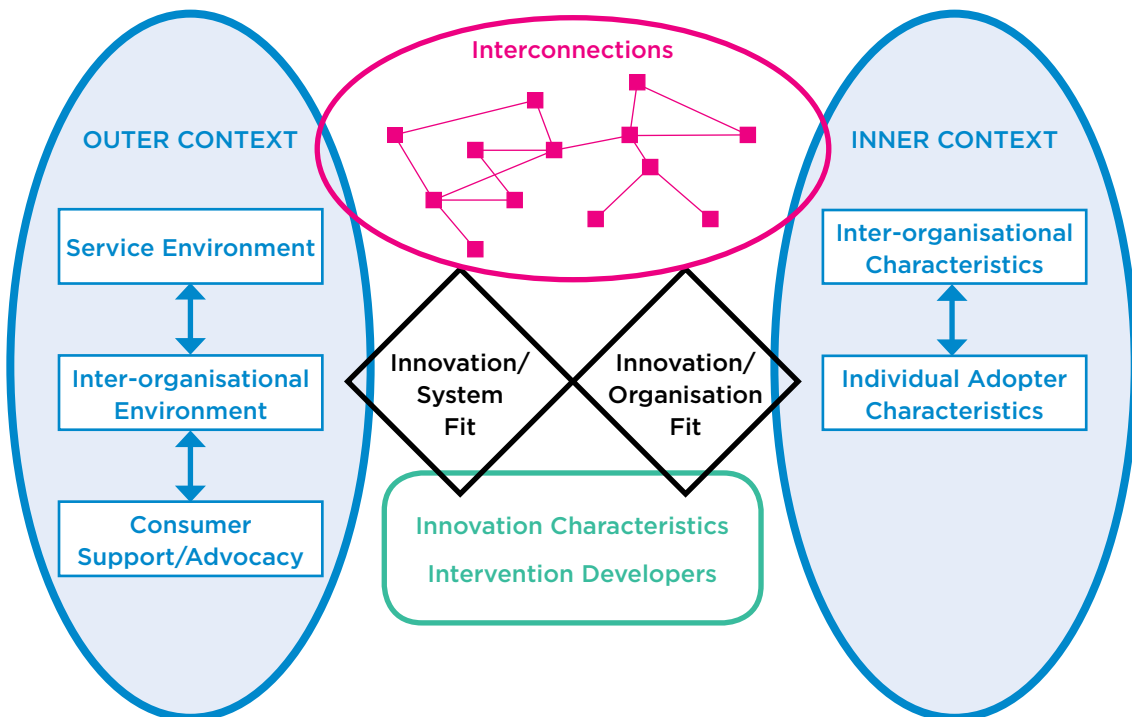 Interconnections
OUTER CONTEXT
Service Environment
Inter-organisational
Environment
Consumer
Support/Advocacy
Innovation/
System
Fit
Innovation/
Organisation
Fit
Innovation Characteristics
Intervention Developers
INNER CONTEXT
Inter-organisational
Characteristics
Individual Adopter
Characteristics